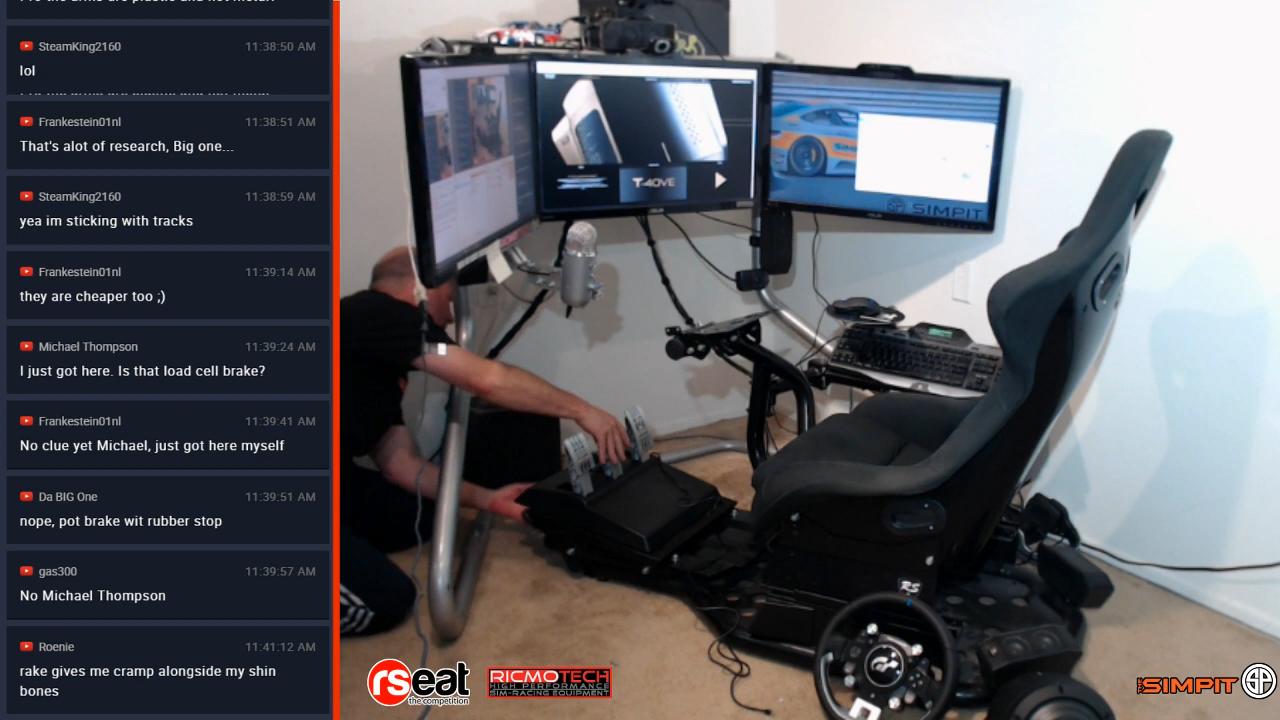 SteamKing2160 11:38:50 AM
lol
Frankestein01nl 11:38:51 AM
That's alot of research, Big one...
SteamKing2160 11:38:59 AM
yea im sticking with tracks
Frankestein01nl 11:39:14 AM
they are cheaper too ;)
Michael Thompson 11:39:24 AM
I just got here. Is that load cell brake?
Frankestein01nl 11:39:41 AM
No clue yet Michael, just got here myself
Da BIG One 11:39:51 AM
nope, pot brake wit rubber stop
gas300 11:39:57 AM
No Michael Thompson
Roenie 11:41:12 AM
rake gives me cramp alongside my shin
bones
SIMPIT
RS
rseat
the competition
RICMOTECH
HIGH PERFORMANCE
SIM-RACING EQUIPMENT
SIMPIT